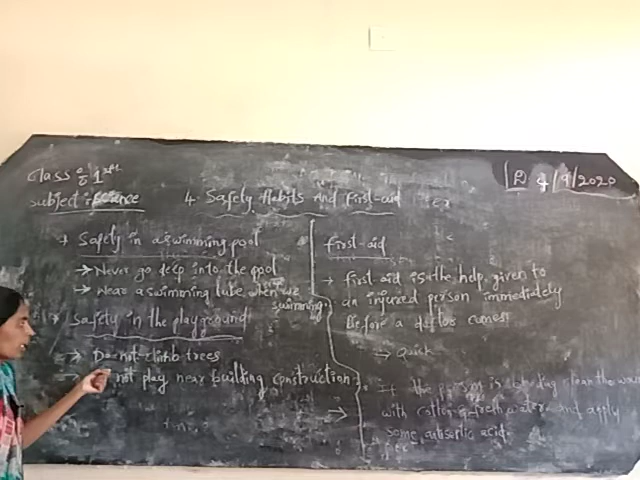 Class : 1st
Subject : Science
D: 4/9/2020
4. Safety Habits And First-aid
Safety in a swimming pool
→ Never go deep into the pool
→ Wear a swimming tube when we
swimming.
Safety in the playground
→ Do not climb trees
→ not play near building construction.
First-aid
→ First aid is the help given to
an injured person immediately
Before a doctor comes.
→ Quick
If the person is bleeding clean the
→ with cotton & fresh water and apply
some antiseptic acid.